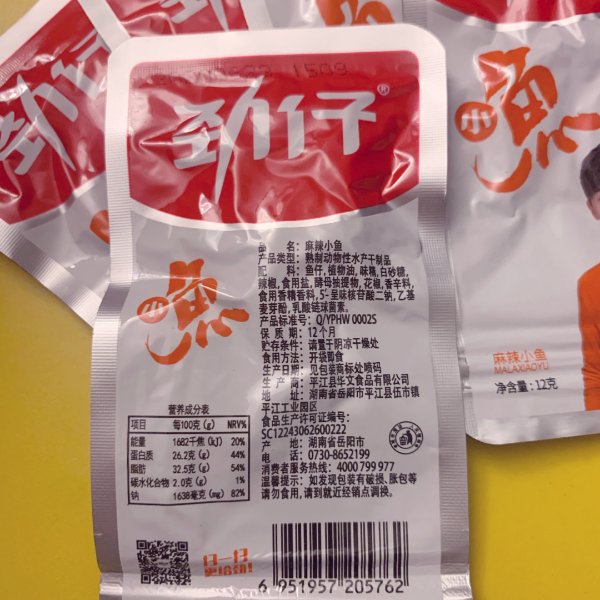 劲仔®
小鱼
品 名: 麻辣小鱼
产品类型: 熟制动物性水产干制品
配 料: 鱼仔, 植物油, 味精, 白砂糖,
辣椒, 食用盐, 酵母抽提物, 花椒, 香辛料,
食用香精香料, 5'-呈味核苷酸二钠, 乙基
麦芽酚, 乳酸链球菌素。
产品标准号: Q/YPHW 0002S
保 质 期: 12个月
贮存条件: 请置于阴凉干燥处
食用方法: 开袋即食
生产日期: 见包装商标处喷码
生 产 商: 平江县华文食品有限公司
地 址: 湖南省岳阳市平江县伍市镇
平江工业园区
食品生产许可证编号:
SC12243062600222
产 地: 湖南省岳阳市
电 话: 0730-8652199
消费者服务热线: 4000 799 977
温馨提示: 如发现包装有破损、胀包等
请勿食用, 请到就近经销点调换。
营养成分表
项目 每100克 (g) NRV%
能量 1682千焦 (kJ) 20%
蛋白质 26.2克 (g) 44%
脂肪 32.5克 (g) 54%
碳水化合物 2.0克 (g) 1%
钠 1638毫克 (mg) 82%
扫一扫
更给劲!
6 951957 205762
劲仔
小鱼
麻辣小鱼
MALAXIAOYU
净含量: 12克